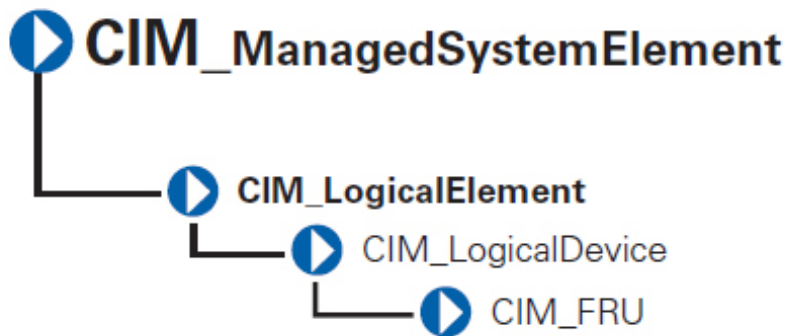 CIM_ManagedSystemElement
CIM_LogicalElement
CIM_LogicalDevice
CIM_FRU